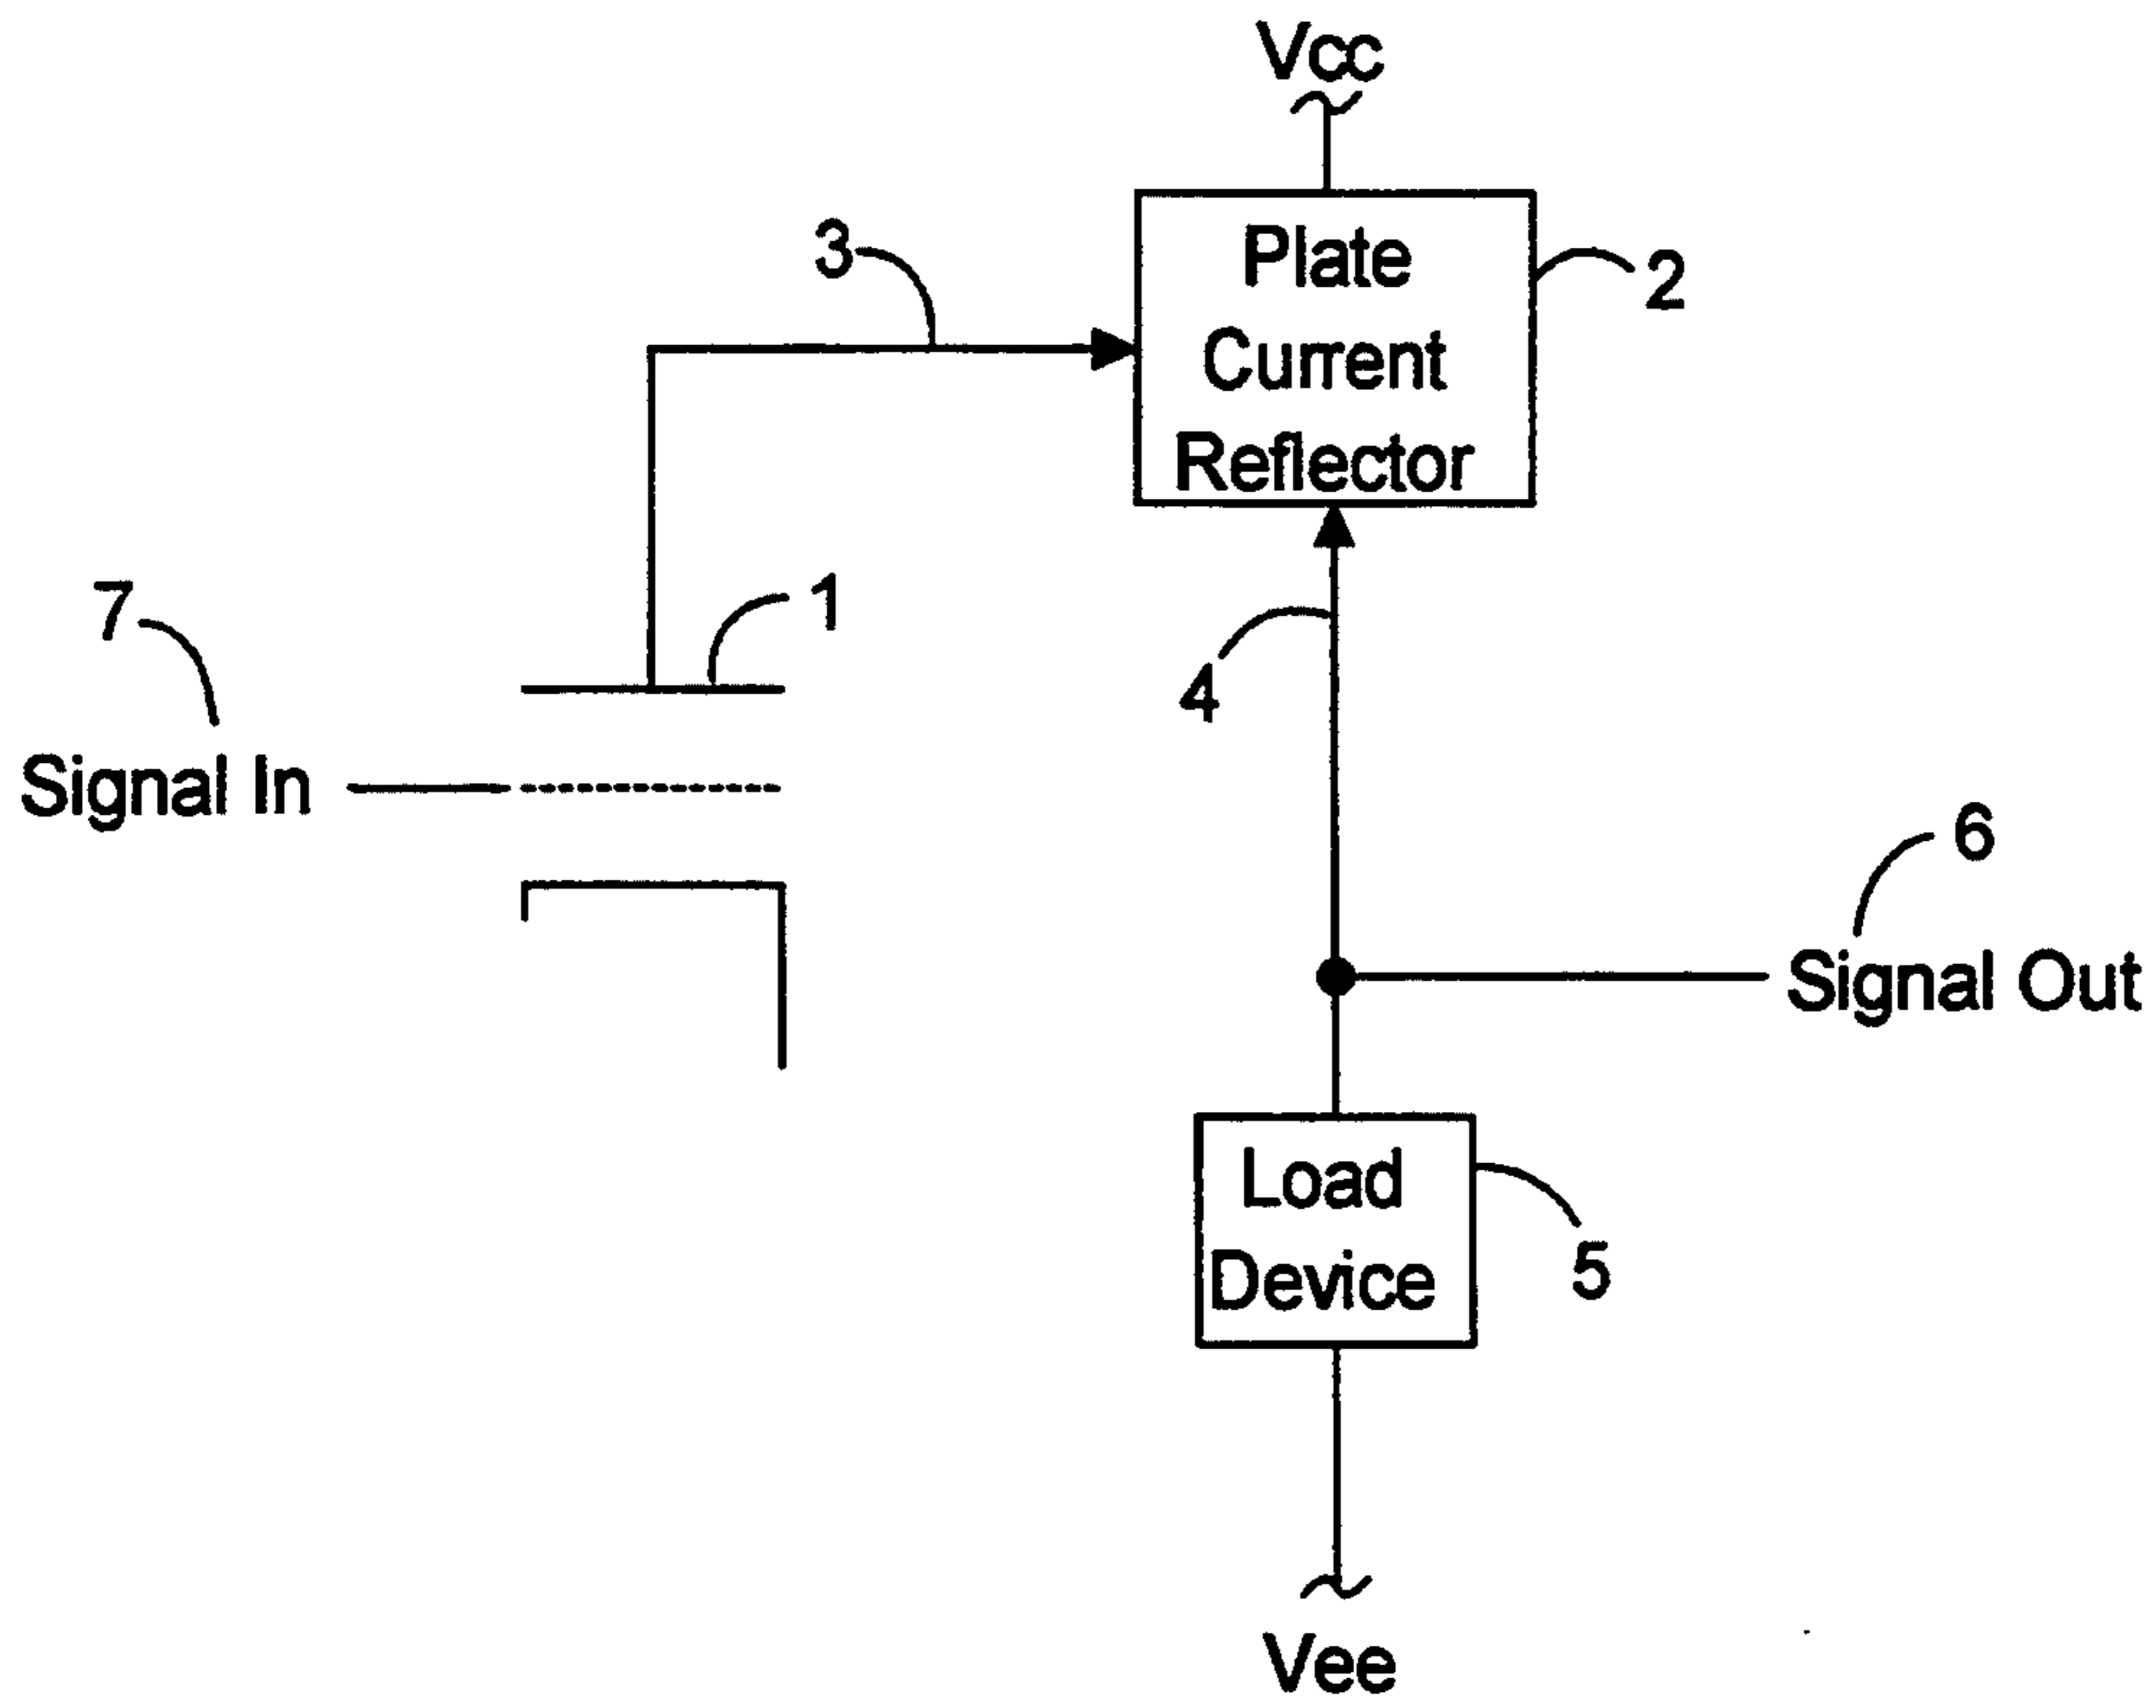 Vcc
Plate
Current
Reflector
2
3
1
7
4
Signal In
6
Signal Out
Load
Device
5
Vee